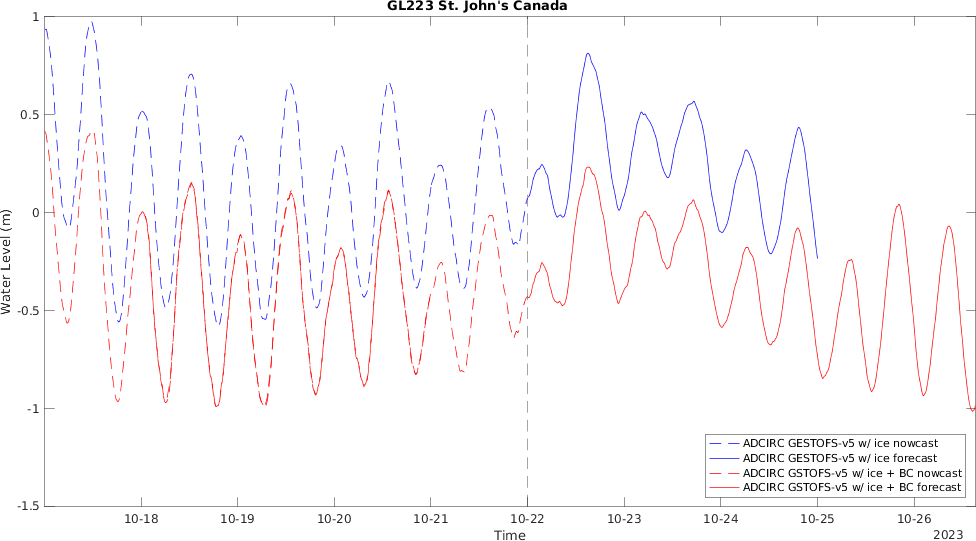 GL223 St. John's Canada
Water Level (m)
1
0.5
0
-0.5
-1
-1.5
ADCIRC GESTOFS-v5 w/ ice nowcast
ADCIRC GESTOFS-v5 w/ ice forecast
ADCIRC GSTOFS-v5 w/ ice + BC nowcast
ADCIRC GSTOFS-v5 w/ ice + BC forecast
10-18 10-19 10-20 10-21 10-22 10-23 10-24 10-25 10-26
Time
2023